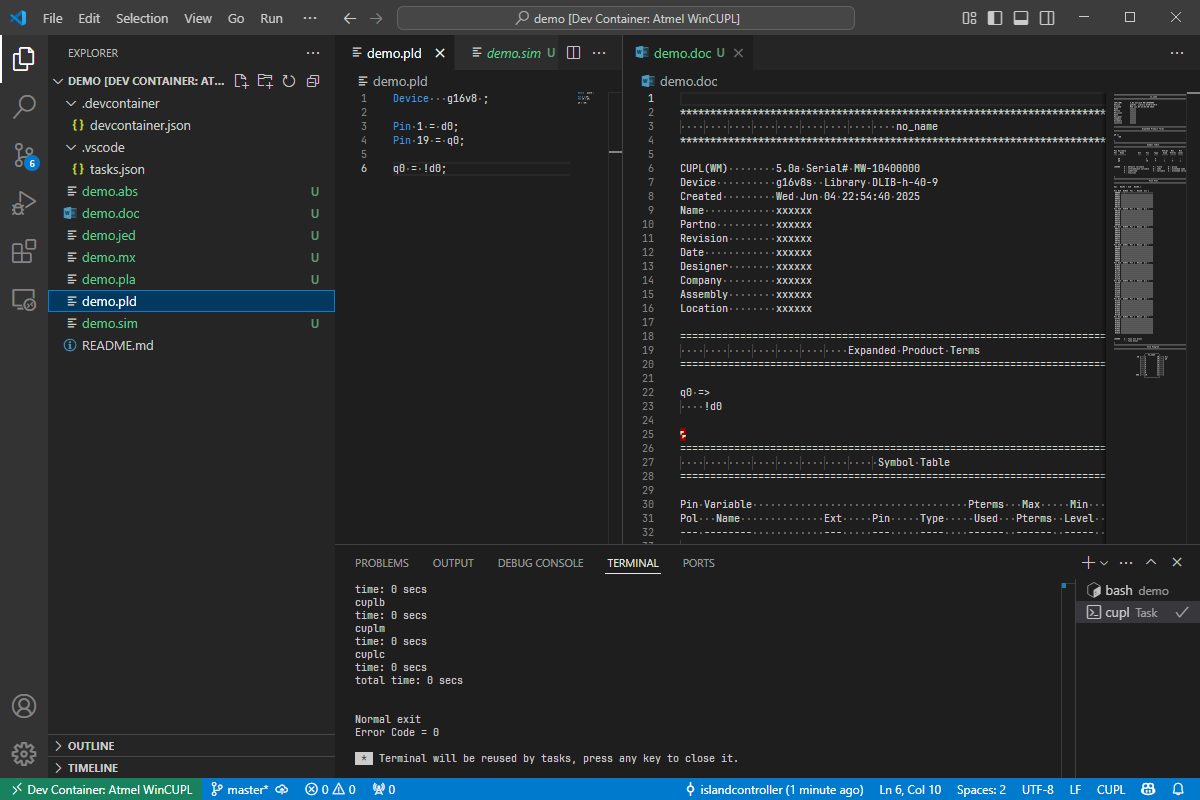 File Edit Selection View Go Run ···
demo [Dev Container: Atmel WinCUPL]
EXPLORER
DEMO [DEV CONTAINER: AT...
.devcontainer
{} devcontainer.json
.vscode
{} tasks.json
demo.abs U
demo.doc U
demo.jed U
demo.mx U
demo.pla U
demo.pld
demo.sim U
README.md
OUTLINE
TIMELINE
6
demo.pld
demo.sim U
demo.pld
1 Device g16v8 ;
2
3 Pin 1 = d0;
4 Pin 19 = q0;
5
6 q0 = !d0;
demo.doc U
demo.doc
1
2 ***********************************************************************
3 no_name
4 ***********************************************************************
5
6 CUPL(WM) 5.0a Serial# MW-10400000
7 Device g16v8s Library DLIB-h-40-9
8 Created Wed Jun 04 22:54:40 2025
9 Name xxxxxx
10 Partno xxxxxx
11 Revision xxxxxx
12 Date xxxxxx
13 Designer xxxxxx
14 Company xxxxxx
15 Assembly xxxxxx
16 Location xxxxxx
17
18 =======================================================================
19 Expanded Product Terms
20 =======================================================================
21
22 q0 =>
23 !d0
24
25
26 =======================================================================
27 Symbol Table
28 =======================================================================
29
30 Pin Variable Pterms Max Min
31 Pol Name Ext Pin Type Used Pterms Level
32 --- -------- --- --- ---- ------ ------ -----
PROBLEMS OUTPUT DEBUG CONSOLE TERMINAL PORTS
time: 0 secs
cuplb
time: 0 secs
cuplm
time: 0 secs
cuplc
time: 0 secs
total time: 0 secs
Normal exit
Error Code = 0
* Terminal will be reused by tasks, press any key to close it.
bash demo
cupl Task
Dev Container: Atmel WinCUPL master* 0 0 0 islandcontroller (1 minute ago) Ln 6, Col 10 Spaces: 2 UTF-8 LF CUPL